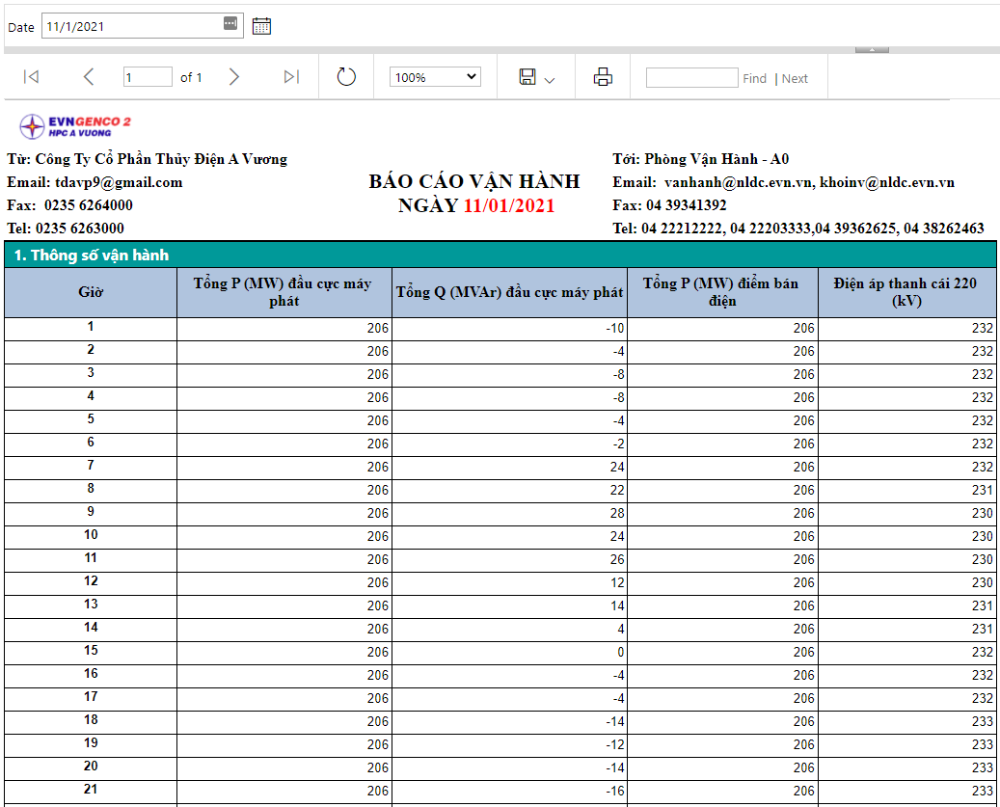 Date 11/1/2021
1 of 1 100% Find | Next
EVNGENCO 2
HPC A VUONG
Từ: Công Ty Cổ Phần Thủy Điện A Vương
Email: tdavp9@gmail.com
Fax: 0235 6264000
Tel: 0235 6263000
BÁO CÁO VẬN HÀNH
NGÀY 11/01/2021
Tới: Phòng Vận Hành - A0
Email: vanhanh@nldc.evn.vn, khoinv@nldc.evn.vn
Fax: 04 39341392
Tel: 04 22212222, 04 22203333,04 39362625, 04 38262463
1. Thông số vận hành
Giờ
Tổng P (MW) đầu cực máy
phát
Tổng Q (MVAr) đầu cực máy phát
Tổng P (MW) điểm bán
điện
Điện áp thanh cái 220
(kV)
1 206 -10 206 232
2 206 -4 206 232
3 206 -8 206 232
4 206 -8 206 232
5 206 -4 206 232
6 206 -2 206 232
7 206 24 206 232
8 206 22 206 231
9 206 28 206 230
10 206 24 206 230
11 206 26 206 230
12 206 12 206 230
13 206 14 206 231
14 206 4 206 231
15 206 0 206 232
16 206 -4 206 232
17 206 -4 206 232
18 206 -14 206 233
19 206 -12 206 233
20 206 -14 206 233
21 206 -16 206 233